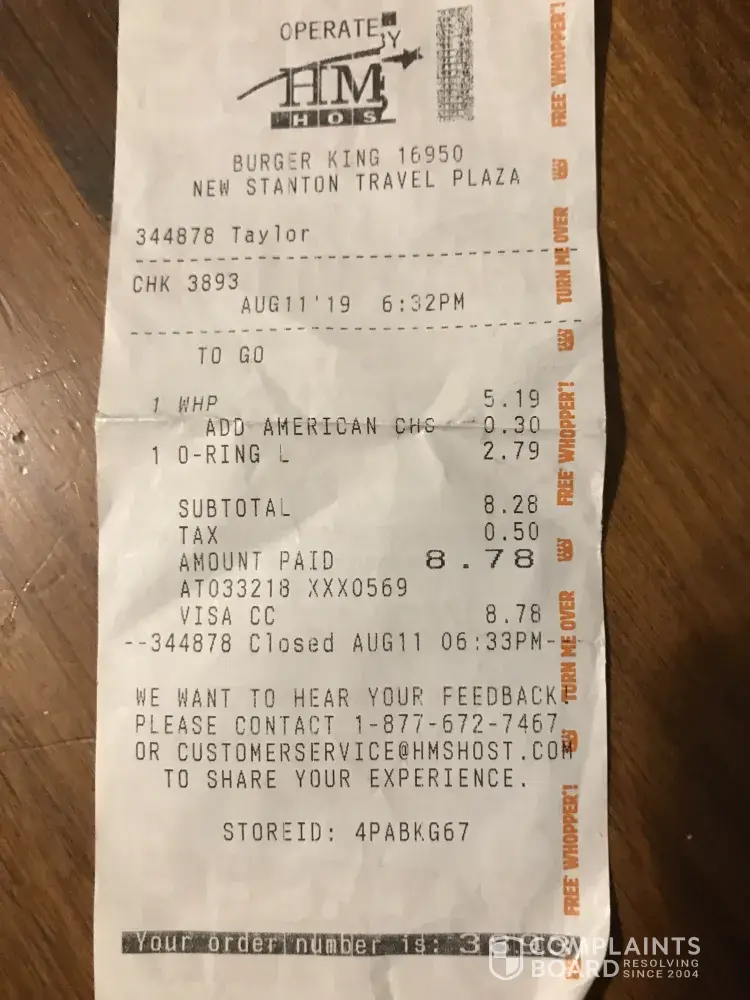 OPERATE BY
HM
HOS
BURGER KING 16950
NEW STANTON TRAVEL PLAZA
344878 Taylor
CHK 3893
AUG11'19 6:32PM
TO GO
1 WHP 5.19
ADD AMERICAN CHS 0.30
1 O-RING L 2.79
SUBTOTAL 8.28
TAX 0.50
AMOUNT PAID 8.78
AT033218 XXX0569
VISA CC 8.78
--344878 Closed AUG11 06:33PM--
WE WANT TO HEAR YOUR FEEDBACK!
PLEASE CONTACT 1-877-672-7467
OR CUSTOMERSERVICE@HMSHOST.COM
TO SHARE YOUR EXPERIENCE.
STOREID: 4PABKG67
Your order number is:
FREE WHOPPER!
TURN ME OVER
FREE WHOPPER!
TURN ME OVER
FREE WHOPPER!
COMPLAINTS
BOARD RESOLVING
SINCE 2004